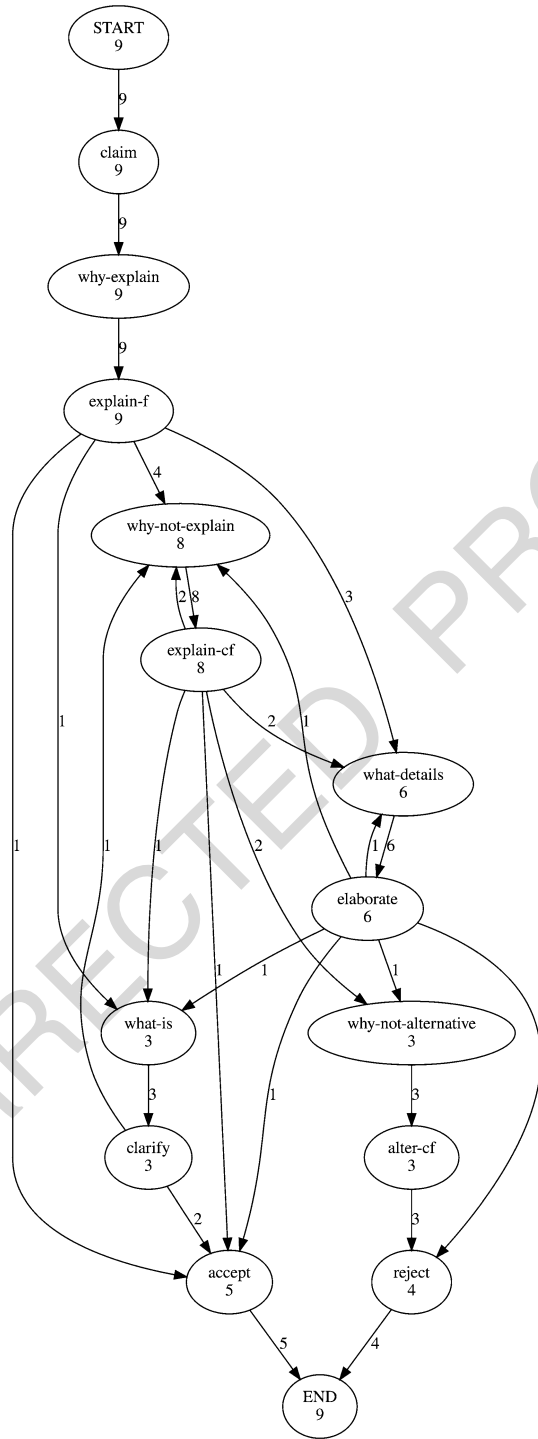 START
9
9
claim
9
9
why-explain
9
9
explain-f
9
4
why-not-explain
8
3
2 8
explain-cf
8
1
2
1
what-details
6
1
1
1
2
1 6
elaborate
6
1
1
1
what-is
3
why-not-alternative
3
3
1
3
clarify
3
alter-cf
3
2
3
accept
5
reject
4
5
4
END
9
RECTED PR